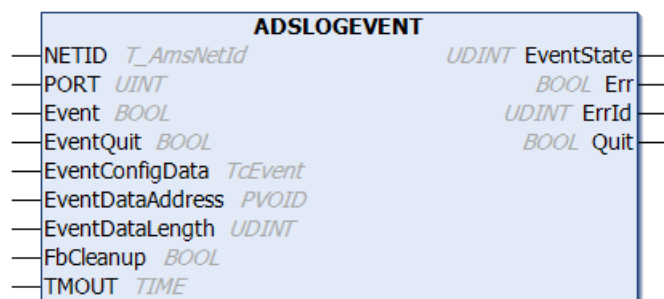 ADSLOGEVENT
NETID T_AmsNetId UDINT EventState
PORT UINT BOOL Err
Event BOOL UDINT ErrId
EventQuit BOOL BOOL Quit
EventConfigData TcEvent
EventDataAddress PVOID
EventDataLength UDINT
FbCleanup BOOL
TMOUT TIME